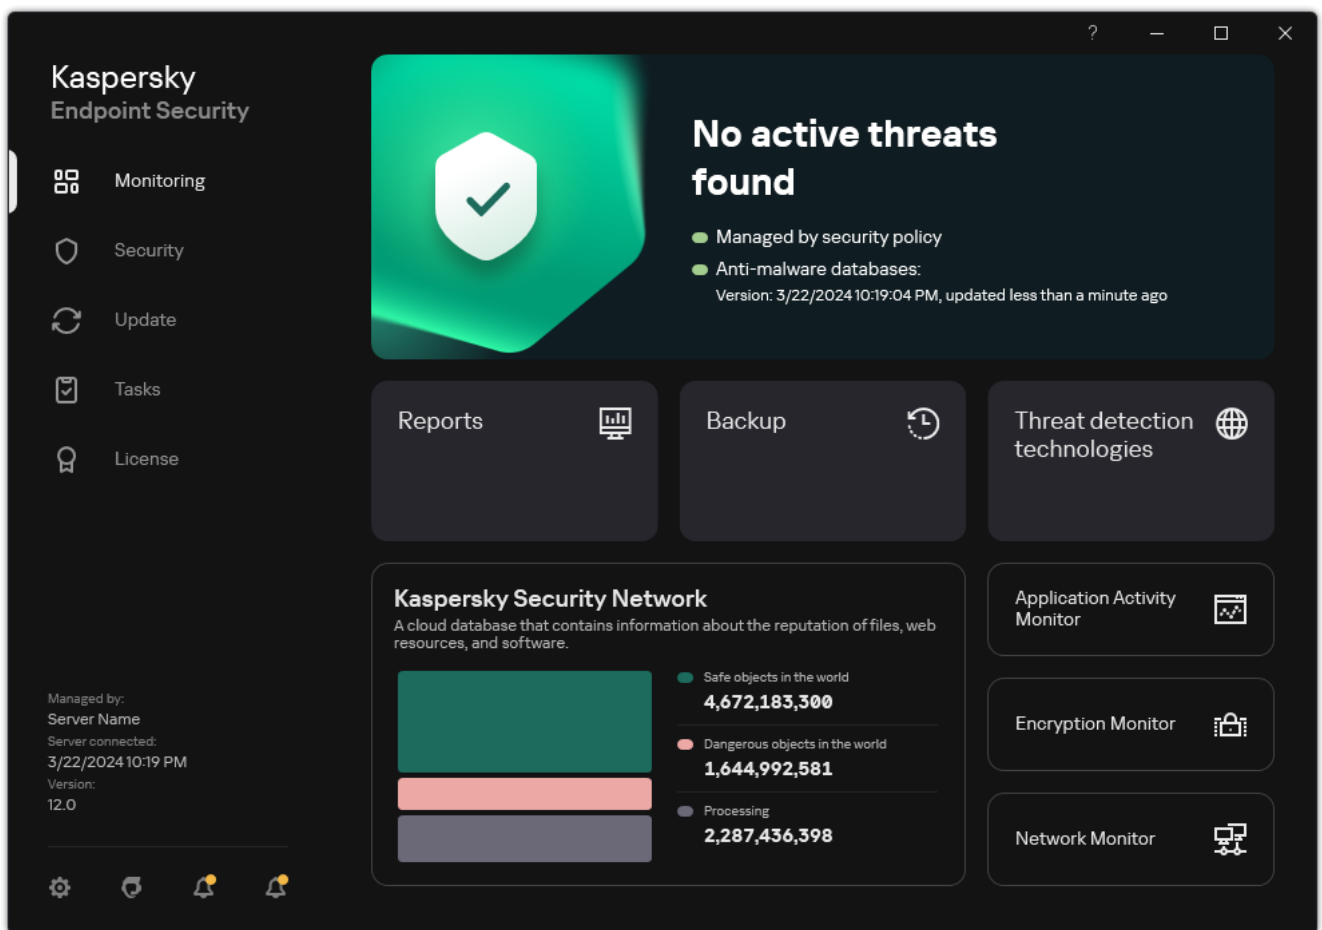 ?
Kaspersky
Endpoint Security
Monitoring
Security
Update
Tasks
License
Managed by:
Server Name
Server connected:
3/22/2024 10:19 PM
Version:
12.0
No active threats
found
Managed by security policy
Anti-malware databases:
Version: 3/22/2024 10:19:04 PM, updated less than a minute ago
Reports
Backup
Threat detection
technologies
Kaspersky Security Network
A cloud database that contains information about the reputation of files, web
resources, and software.
Safe objects in the world
4,672,183,300
Dangerous objects in the world
1,644,992,581
Processing
2,287,436,398
Application Activity
Monitor
Encryption Monitor
Network Monitor